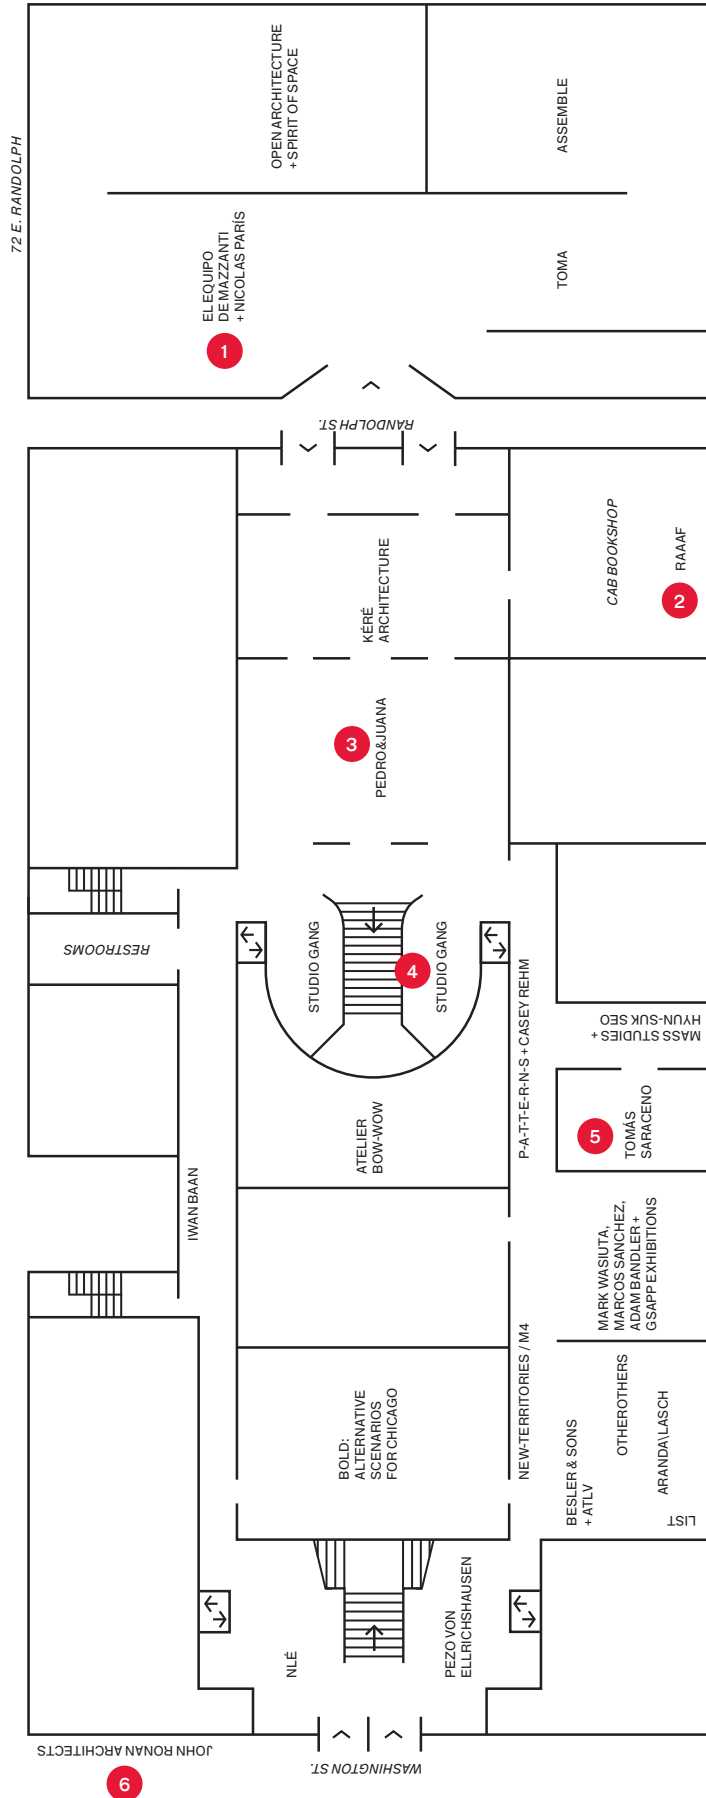 72 E. RANDOLPH
OPEN ARCHITECTURE
+ SPIRIT OF SPACE
ASSEMBLE
EL EQUIPO
DE MAZZANTI
+ NICOLAS PARÍS
1
TOMA
RANDOLPH ST.
CAB BOOKSHOP
RAAAF
2
KÉRÉ
ARCHITECTURE
3
PEDRO&JUANA
RESTROOMS
STUDIO GANG
STUDIO GANG
4
P-A-T-T-E-R-N-S + CASEY REHM
MASS STUDIES +
HYUN-SUK SEO
ATELIER
BOW-WOW
5
TOMÁS
SARACENO
IWAN BAAN
MARK WASIUTA,
MARCOS SANCHEZ,
ADAM BANDLER +
GSAPP EXHIBITIONS
NEW-TERRITORIES / M4
BOLD:
ALTERNATIVE
SCENARIOS
FOR CHICAGO
BESLER & SONS
+ ATLV
OTHEROTHERS
ARANDA\LASCH
LIST
NLÉ
PEZO VON
ELLRICHSHAUSEN
JOHN RONAN ARCHITECTS
6
WASHINGTON ST.